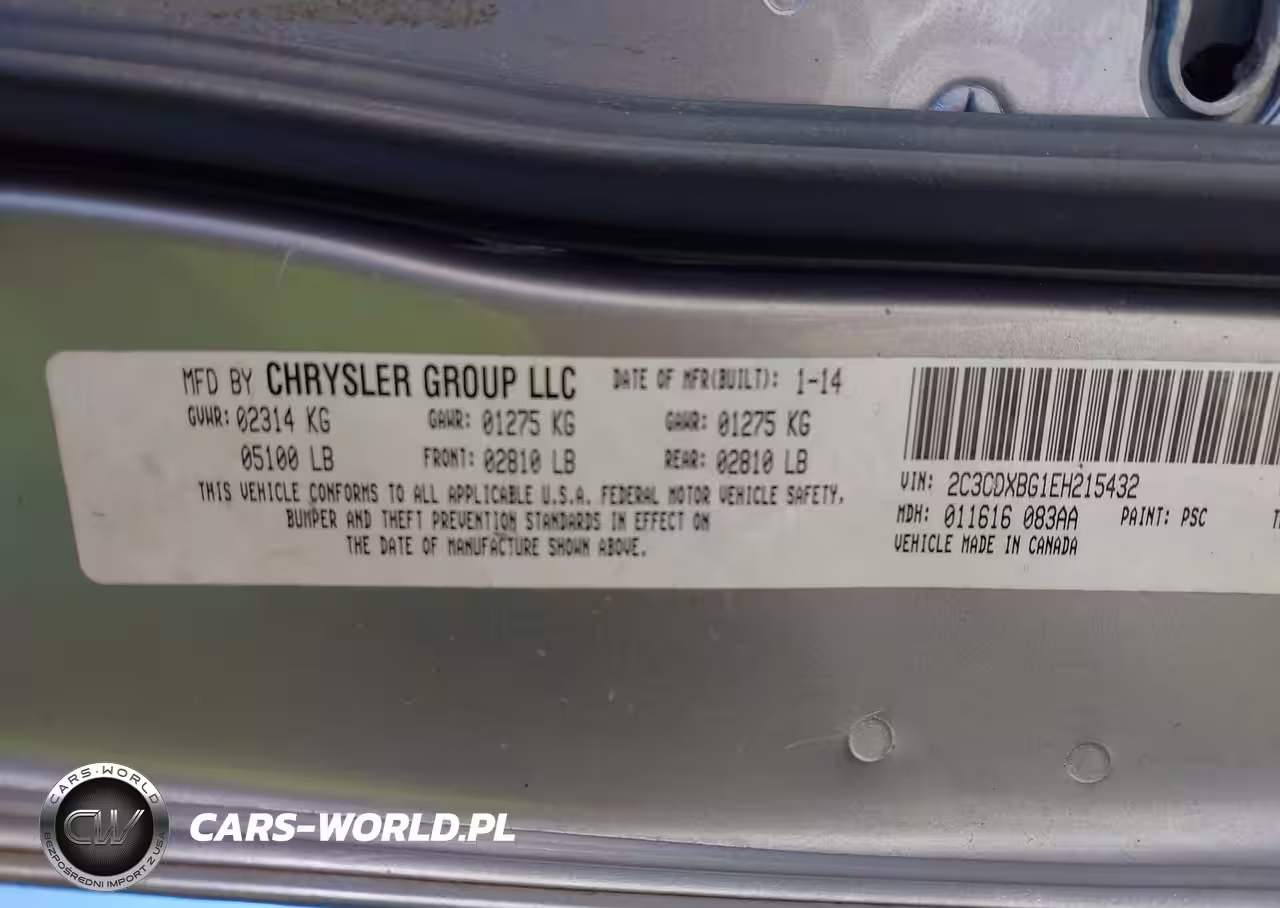 MFD BY CHRYSLER GROUP LLC DATE OF MFR(BUILT): 1-14
GVWR: 02314 KG GAWR: 01275 KG GAWR: 01275 KG
05100 LB FRONT: 02810 LB REAR: 02810 LB
THIS VEHICLE CONFORMS TO ALL APPLICABLE U.S.A. FEDERAL MOTOR VEHICLE SAFETY,
BUMPER AND THEFT PREVENTION STANDARDS IN EFFECT ON
THE DATE OF MANUFACTURE SHOWN ABOVE.
VIN: 2C3CDXBG1EH215432
MDH: 011616 083AA PAINT: PSC
VEHICLE MADE IN CANADA
CARS-WORLD
CW
BEZPOŚREDNI IMPORT Z USA
CARS-WORLD.PL